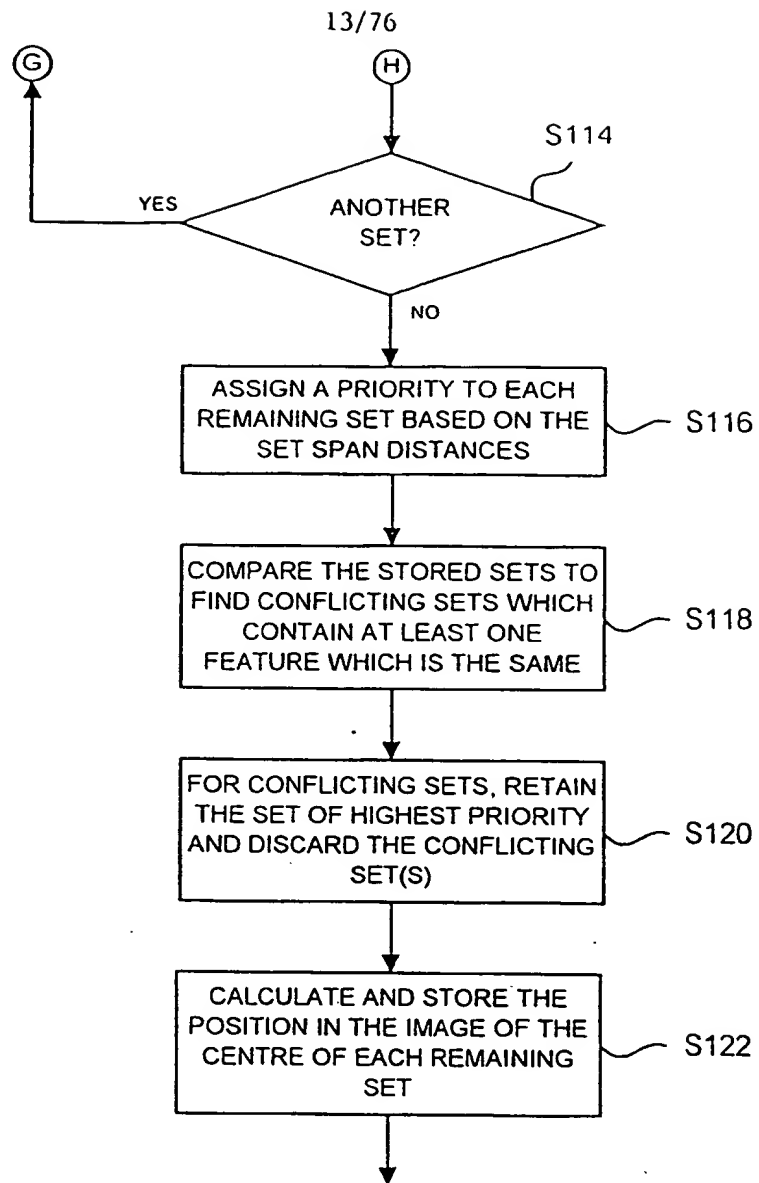 13/76
G
H
S114
YES
ANOTHER
SET?
NO
ASSIGN A PRIORITY TO EACH
REMAINING SET BASED ON THE
SET SPAN DISTANCES
S116
COMPARE THE STORED SETS TO
FIND CONFLICTING SETS WHICH
CONTAIN AT LEAST ONE
FEATURE WHICH IS THE SAME
S118
FOR CONFLICTING SETS, RETAIN
THE SET OF HIGHEST PRIORITY
AND DISCARD THE CONFLICTING
SET(S)
S120
CALCULATE AND STORE THE
POSITION IN THE IMAGE OF THE
CENTRE OF EACH REMAINING
SET
S122